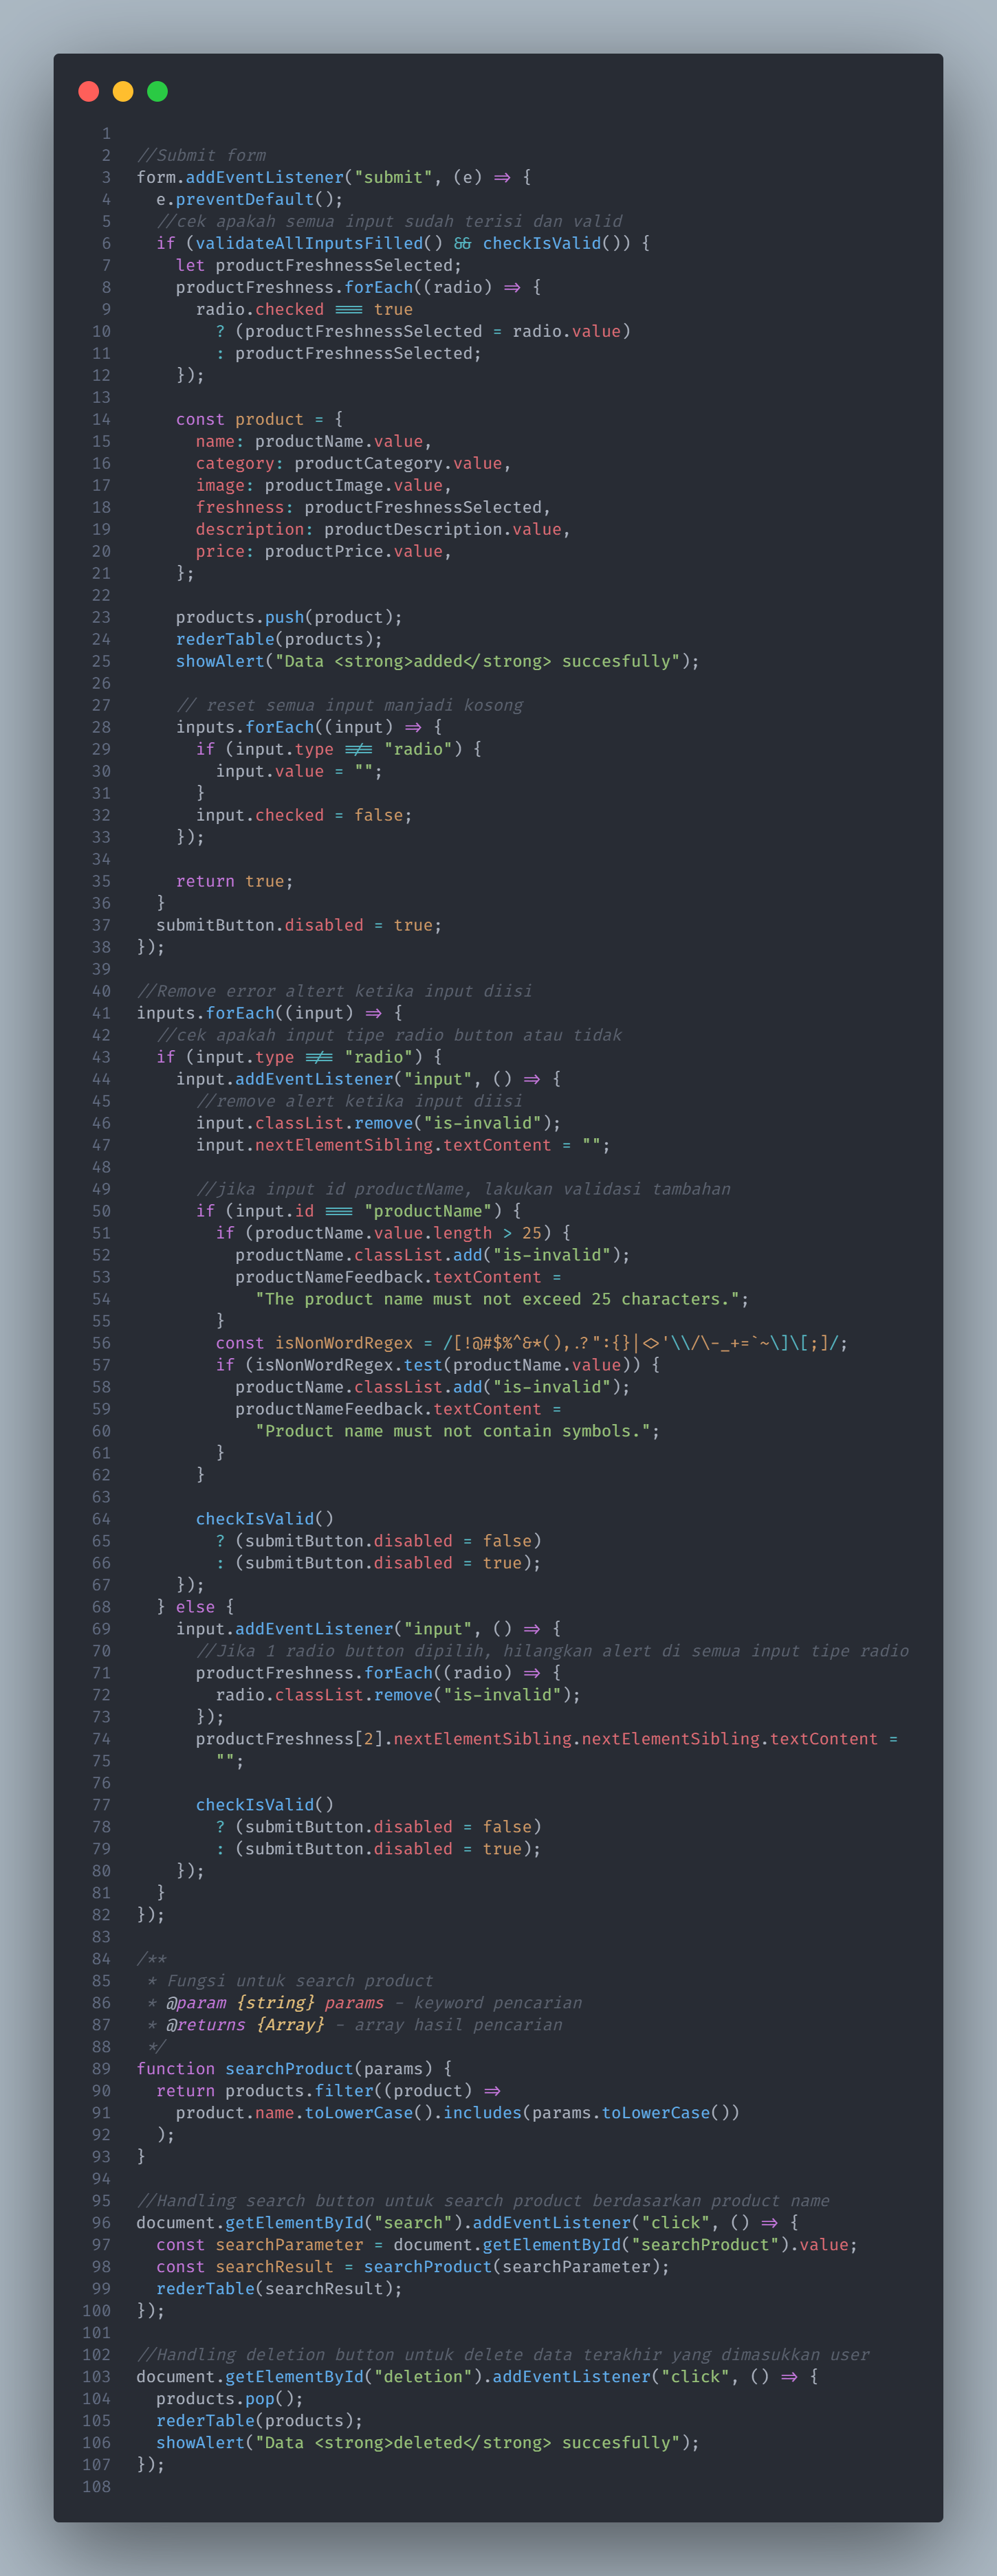 1
2 //Submit form
3 form.addEventListener("submit", (e) => {
4   e.preventDefault();
5   //cek apakah semua input sudah terisi dan valid
6   if (validateAllInputsFilled() && checkIsValid()) {
7     let productFreshnessSelected;
8     productFreshness.forEach((radio) => {
9       radio.checked === true
10         ? (productFreshnessSelected = radio.value)
11         : productFreshnessSelected;
12     });
13
14     const product = {
15       name: productName.value,
16       category: productCategory.value,
17       image: productImage.value,
18       freshness: productFreshnessSelected,
19       description: productDescription.value,
20       price: productPrice.value,
21     };
22
23     products.push(product);
24     rederTable(products);
25     showAlert("Data <strong>added</strong> succesfully");
26
27     // reset semua input manjadi kosong
28     inputs.forEach((input) => {
29       if (input.type !== "radio") {
30         input.value = "";
31       }
32       input.checked = false;
33     });
34
35     return true;
36   }
37   submitButton.disabled = true;
38 });
39
40 //Remove error altert ketika input diisi
41 inputs.forEach((input) => {
42   //cek apakah input tipe radio button atau tidak
43   if (input.type !== "radio") {
44     input.addEventListener("input", () => {
45       //remove alert ketika input diisi
46       input.classList.remove("is-invalid");
47       input.nextElementSibling.textContent = "";
48
49       //jika input id productName, lakukan validasi tambahan
50       if (input.id === "productName") {
51         if (productName.value.length > 25) {
52           productName.classList.add("is-invalid");
53           productNameFeedback.textContent =
54             "The product name must not exceed 25 characters.";
55         }
56         const isNonWordRegex = /[!@#$%^&*(),.?":{}|<>'\\/\-_+=`~\]\[;]/;
57         if (isNonWordRegex.test(productName.value)) {
58           productName.classList.add("is-invalid");
59           productNameFeedback.textContent =
60             "Product name must not contain symbols.";
61         }
62       }
63
64       checkIsValid()
65         ? (submitButton.disabled = false)
66         : (submitButton.disabled = true);
67     });
68   } else {
69     input.addEventListener("input", () => {
70       //Jika 1 radio button dipilih, hilangkan alert di semua input tipe radio
71       productFreshness.forEach((radio) => {
72         radio.classList.remove("is-invalid");
73       });
74       productFreshness[2].nextElementSibling.nextElementSibling.textContent =
75         "";
76
77       checkIsValid()
78         ? (submitButton.disabled = false)
79         : (submitButton.disabled = true);
80     });
81   }
82 });
83
84 /**
85  * Fungsi untuk search product
86  * @param {string} params - keyword pencarian
87  * @returns {Array} - array hasil pencarian
88  */
89 function searchProduct(params) {
90   return products.filter((product) =>
91     product.name.toLowerCase().includes(params.toLowerCase())
92   );
93 }
94
95 //Handling search button untuk search product berdasarkan product name
96 document.getElementById("search").addEventListener("click", () => {
97   const searchParameter = document.getElementById("searchProduct").value;
98   const searchResult = searchProduct(searchParameter);
99   rederTable(searchResult);
100 });
101
102 //Handling deletion button untuk delete data terakhir yang dimasukkan user
103 document.getElementById("deletion").addEventListener("click", () => {
104   products.pop();
105   rederTable(products);
106   showAlert("Data <strong>deleted</strong> succesfully");
107 });
108